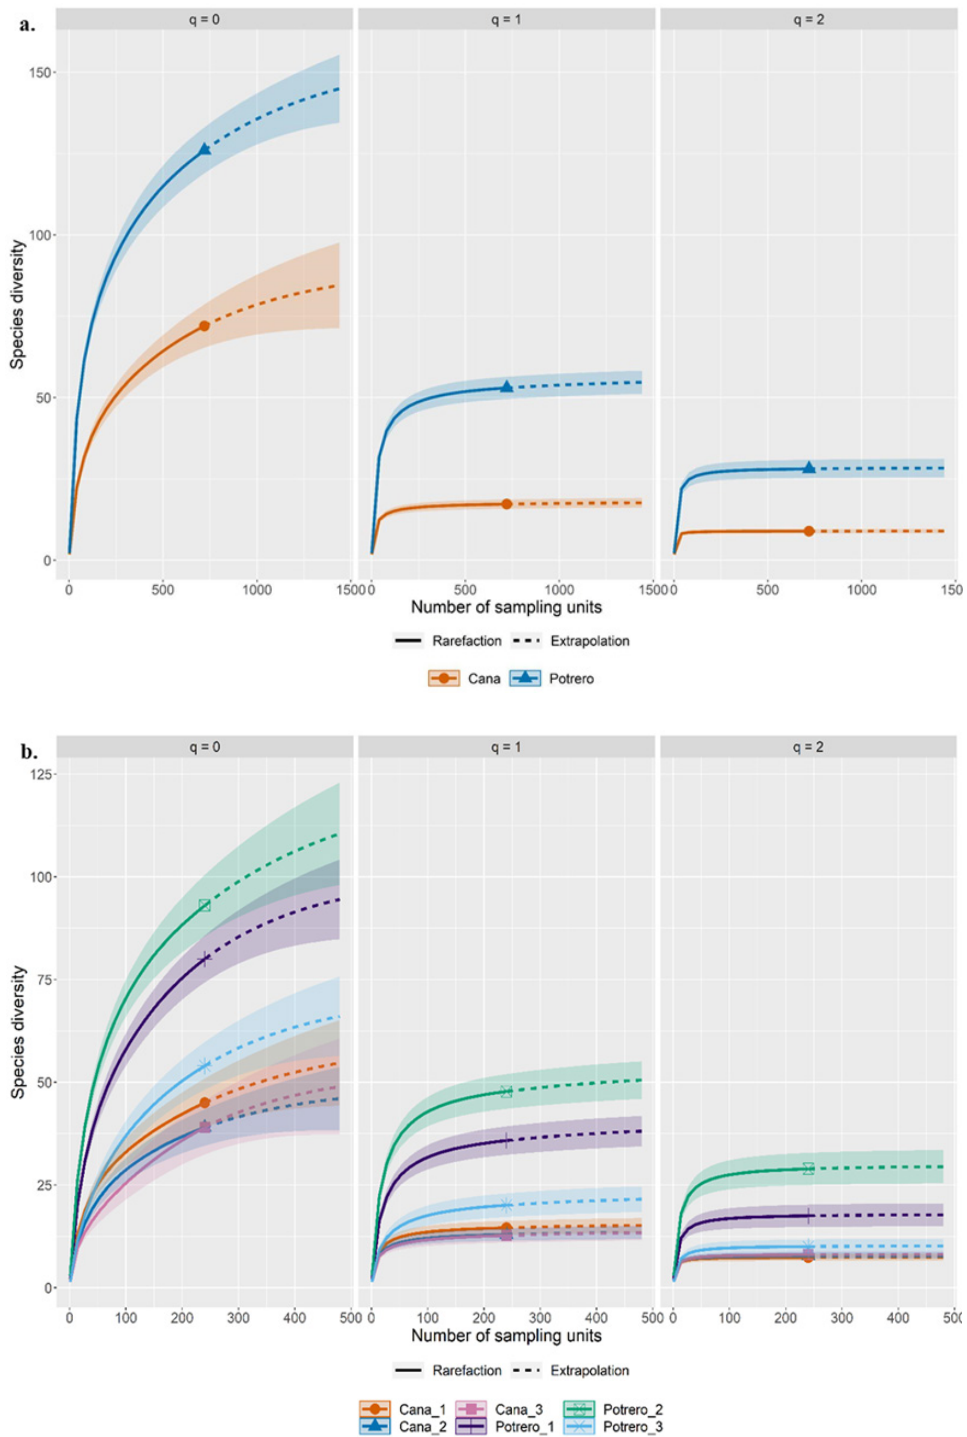 a.
q = 0 q = 1 q = 2
150
100
50
0
Species diversity
0 500 1000 1500 0 500 1000 1500 0 500 1000 150
Number of sampling units
Rarefaction Extrapolation
Cana Potrero
b.
q = 0 q = 1 q = 2
125
100
75
50
25
0
Species diversity
0 100 200 300 400 500 0 100 200 300 400 500 0 100 200 300 400 500
Number of sampling units
Rarefaction Extrapolation
Cana_1 Cana_3 Potrero_2
Cana_2 Potrero_1 Potrero_3